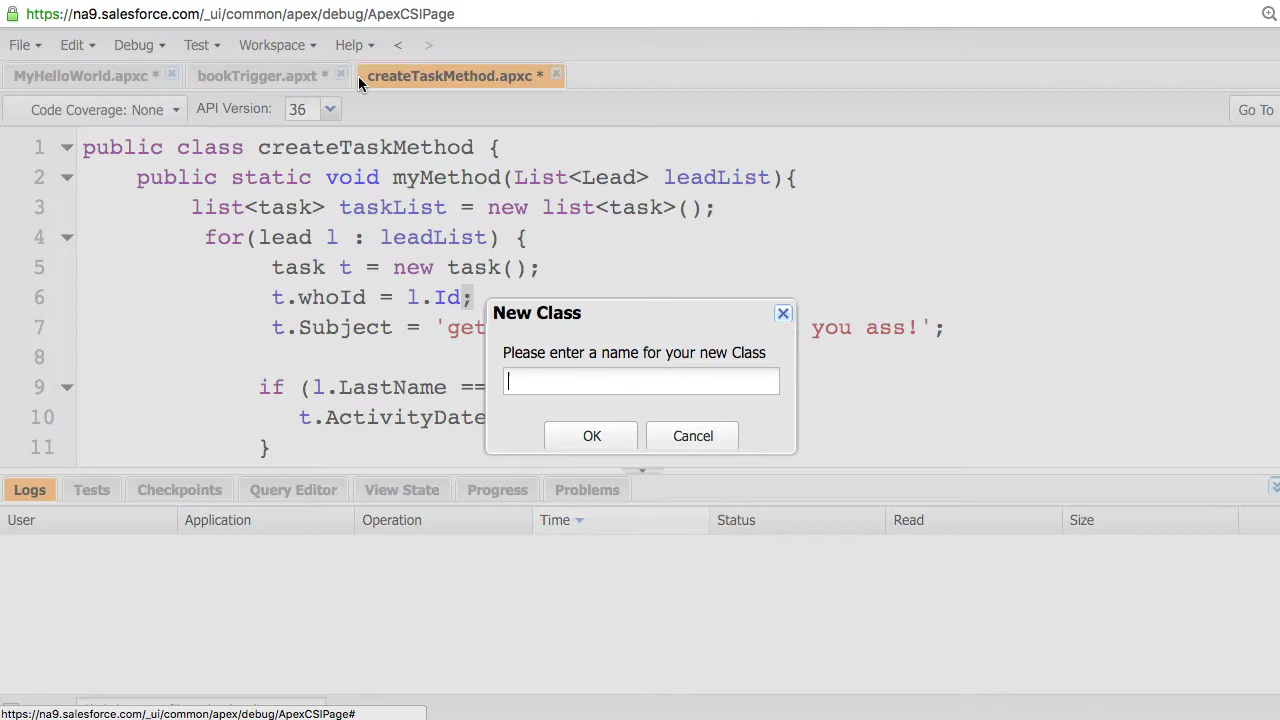 https://na9.salesforce.com/_ui/common/apex/debug/ApexCSIPage
File Edit Debug Test Workspace Help < >
MyHelloWorld.apxc * bookTrigger.apxt * createTaskMethod.apxc *
Code Coverage: None API Version: 36 Go To
1 public class createTaskMethod {
2 public static void myMethod(List<Lead> leadList){
3 list<task> taskList = new list<task>();
4 for(lead l : leadList) {
5 task t = new task();
6 t.whoId = l.Id;
7 t.Subject = 'get you ass!';
8
9 if (l.LastName ==
10 t.ActivityDate
11 }
New Class
Please enter a name for your new Class
OK Cancel
Logs Tests Checkpoints Query Editor View State Progress Problems
User Application Operation Time Status Read Size
https://na9.salesforce.com/_ui/common/apex/debug/ApexCSIPage#